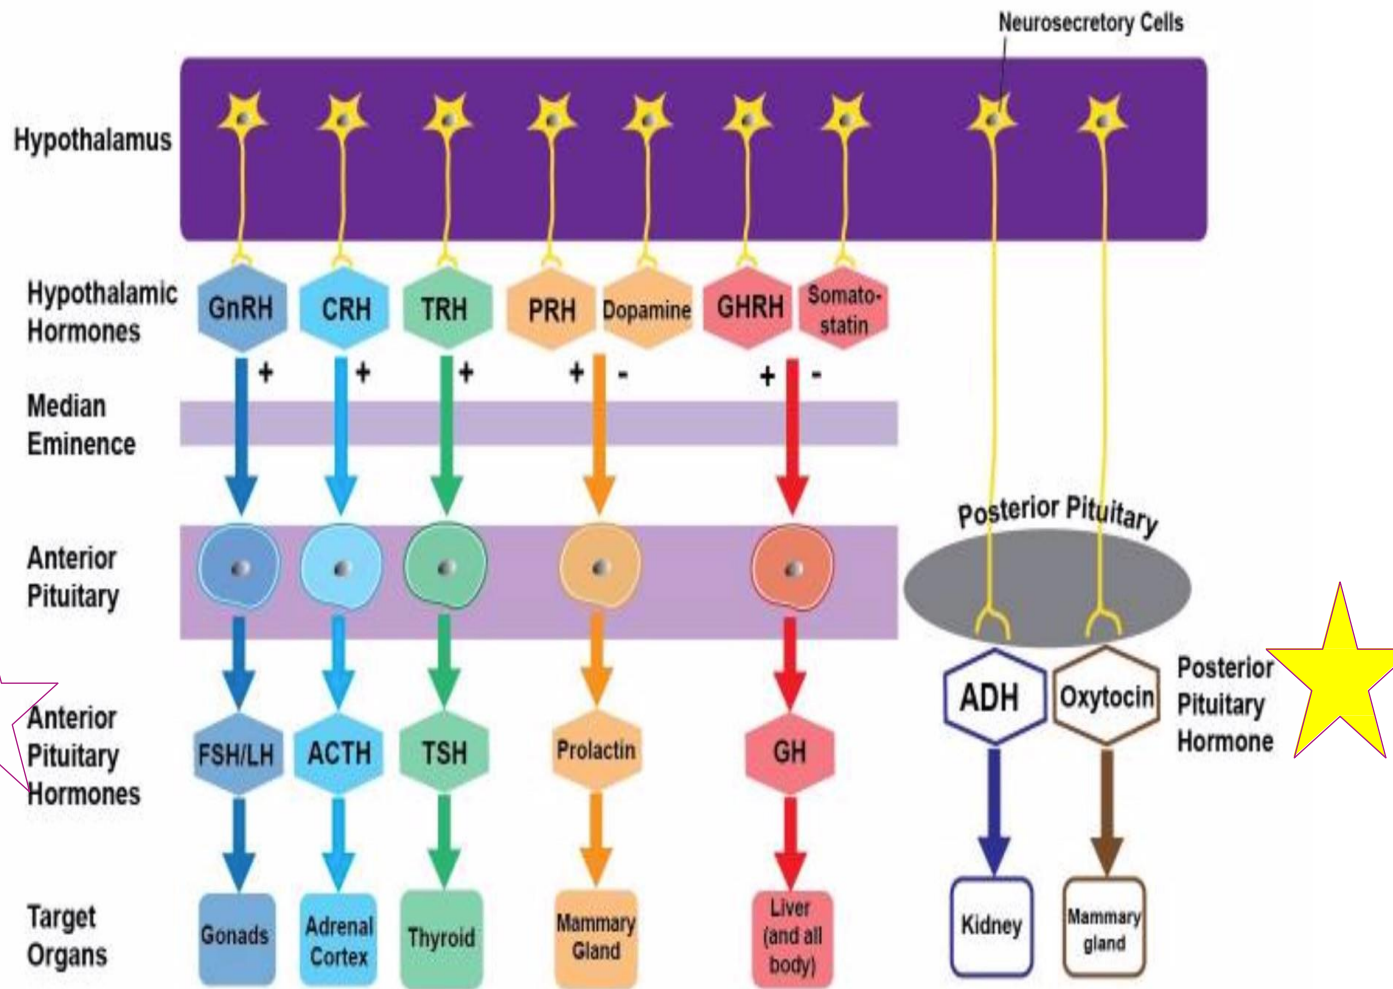 Neurosecretory Cells
Hypothalamus
Hypothalamic
Hormones
GnRH
CRH
TRH
PRH
Dopamine
GHRH
Somato-
statin
+
+
+
+ -
+ -
Median
Eminence
Posterior Pituitary
Anterior
Pituitary
Anterior
Pituitary
Hormones
FSH/LH
ACTH
TSH
Prolactin
GH
ADH
Oxytocin
Posterior
Pituitary
Hormone
Target
Organs
Gonads
Adrenal
Cortex
Thyroid
Mammary
Gland
Liver
(and all
body)
Kidney
Mammary
gland